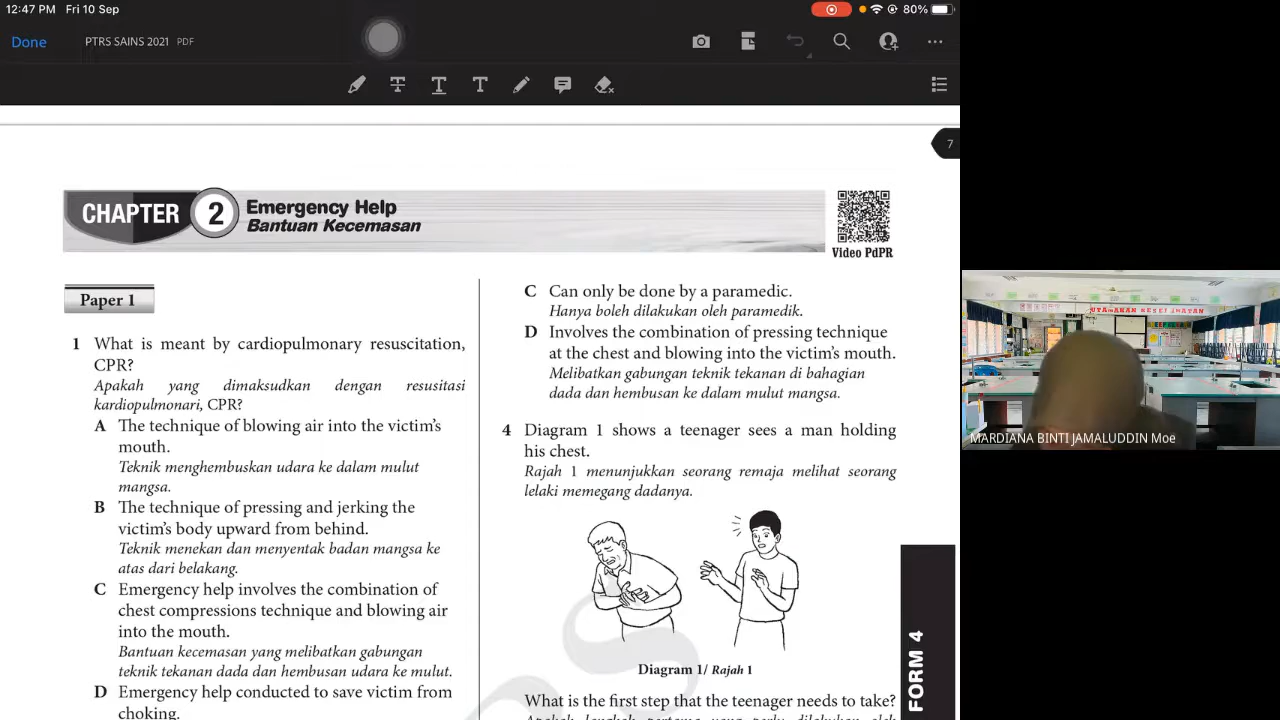 12:47 PM Fri 10 Sep
80%
Done
PTRS SAINS 2021 PDF
7
CHAPTER 2
Emergency Help
Bantuan Kecemasan
Video PdPR
Paper 1
1 What is meant by cardiopulmonary resuscitation,
CPR?
Apakah yang dimaksudkan dengan resusitasi
kardiopulmonari, CPR?
A The technique of blowing air into the victim's
mouth.
Teknik menghembuskan udara ke dalam mulut
mangsa.
B The technique of pressing and jerking the
victim's body upward from behind.
Teknik menekan dan menyentak badan mangsa ke
atas dari belakang.
C Emergency help involves the combination of
chest compressions technique and blowing air
into the mouth.
Bantuan kecemasan yang melibatkan gabungan
teknik tekanan dada dan hembusan udara ke mulut.
D Emergency help conducted to save victim from
choking.
C Can only be done by a paramedic.
Hanya boleh dilakukan oleh paramedik.
D Involves the combination of pressing technique
at the chest and blowing into the victim's mouth.
Melibatkan gabungan teknik tekanan di bahagian
dada dan hembusan ke dalam mulut mangsa.
4 Diagram 1 shows a teenager sees a man holding
his chest.
Rajah 1 menunjukkan seorang remaja melihat seorang
lelaki memegang dadanya.
Diagram 1/ Rajah 1
What is the first step that the teenager needs to take?
Apakah langkah pertama yang perlu dilakukan oleh
FORM 4
UTAMAKAN KESELAMATAN
MARDIANA BINTI JAMALUDDIN Moe